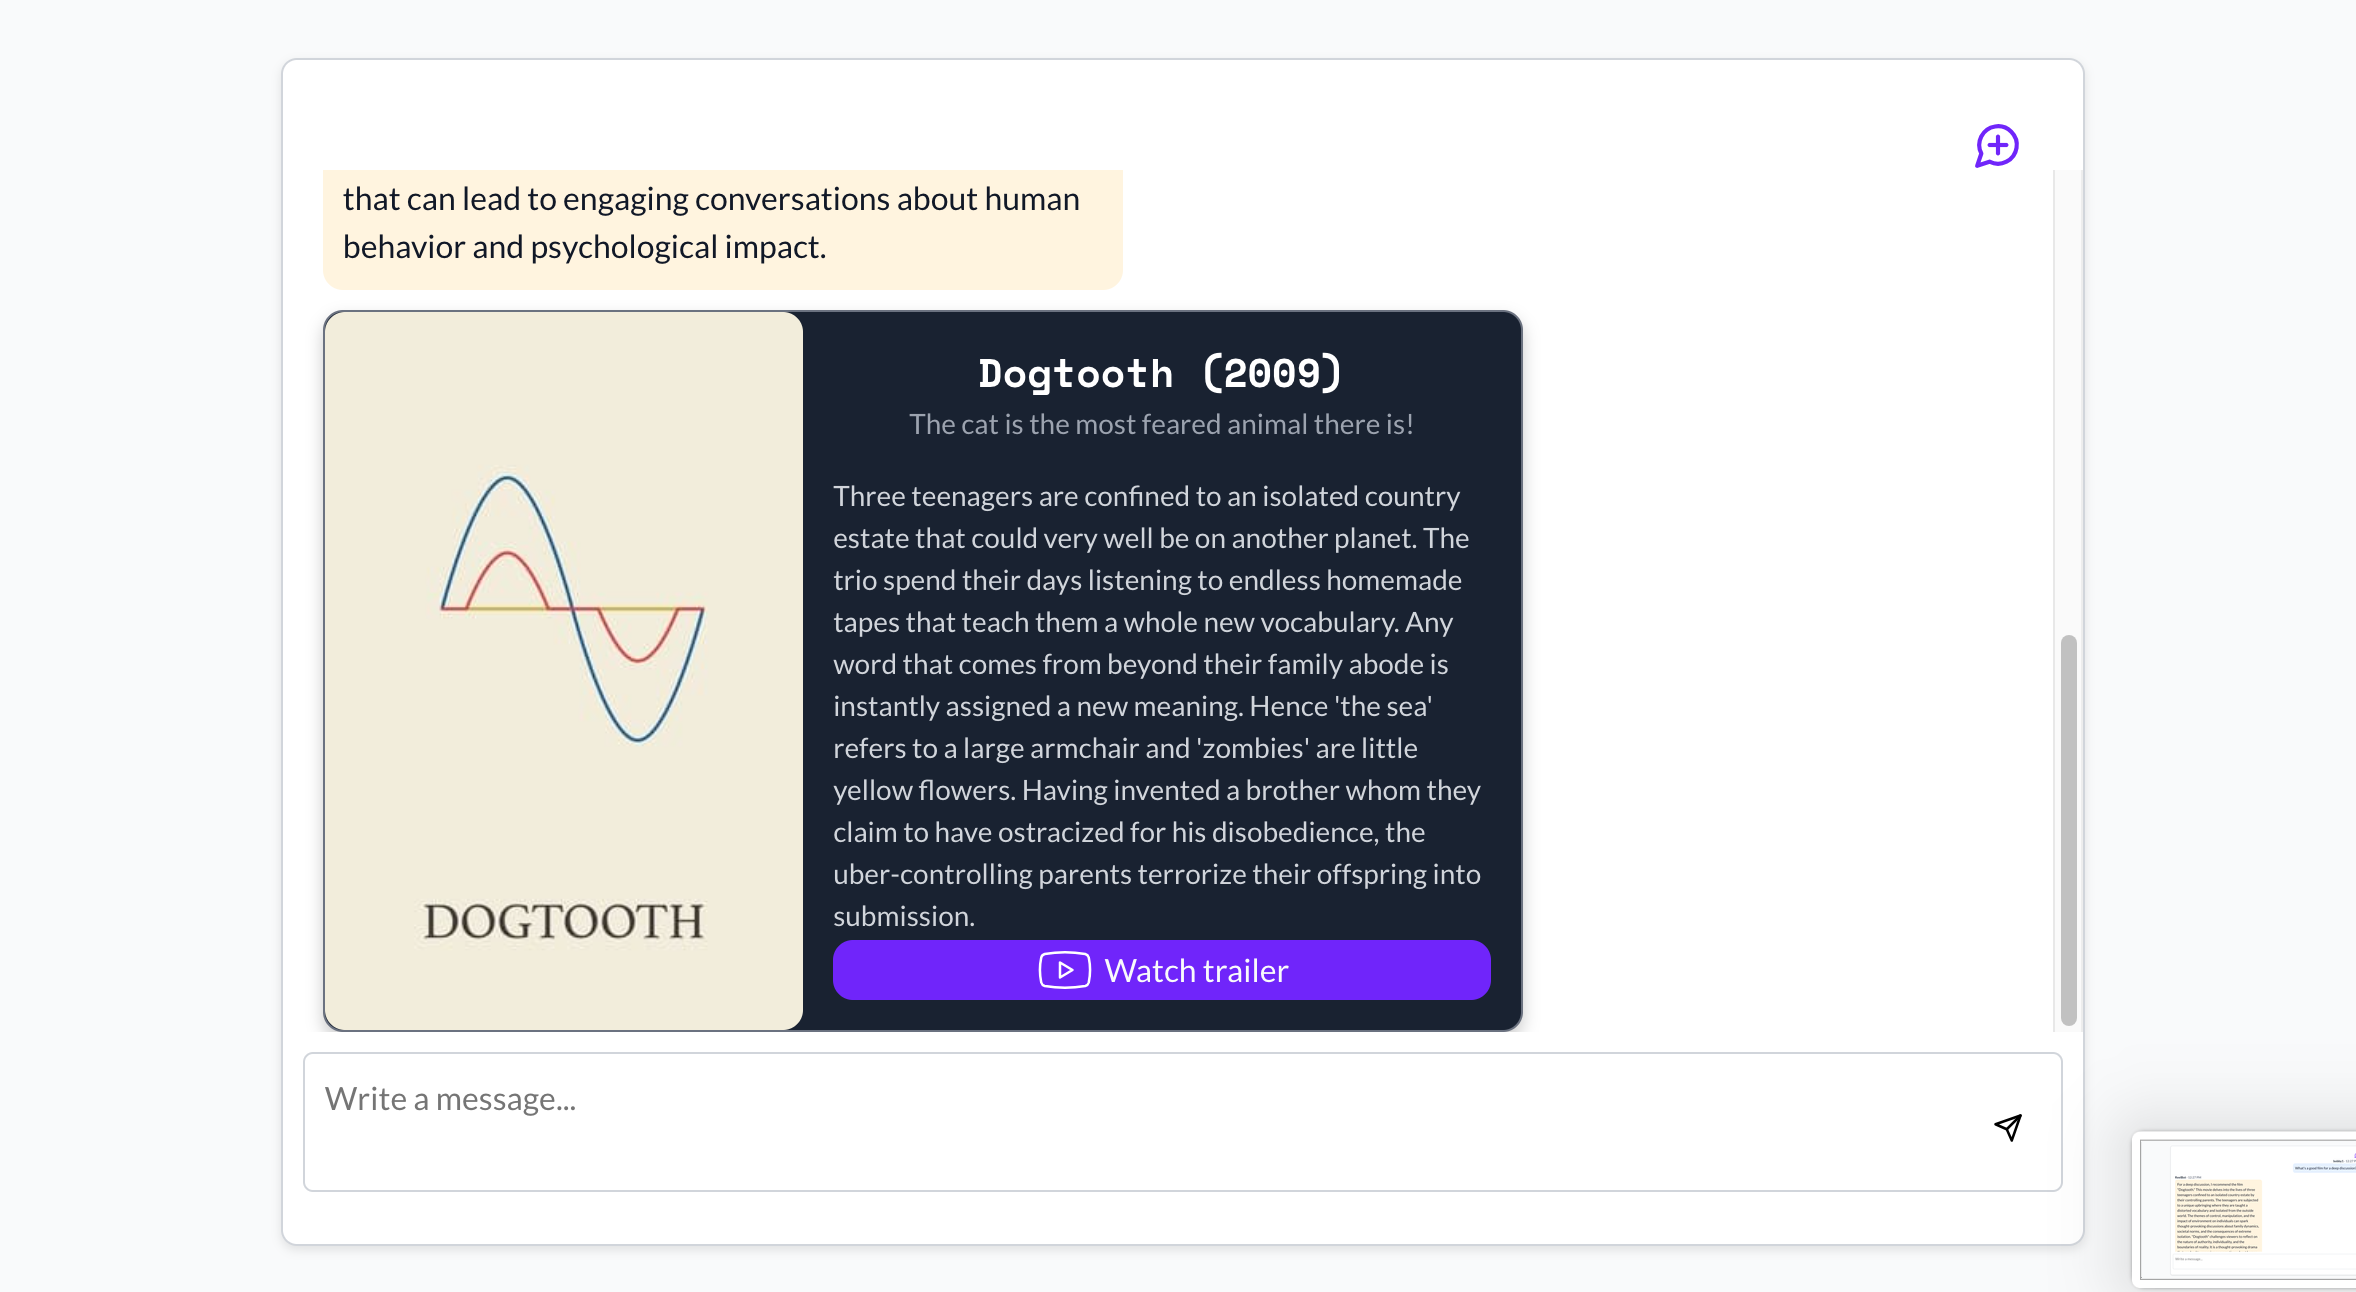 that can lead to engaging conversations about human
behavior and psychological impact.
DOGTOOTH
Dogtooth (2009)
The cat is the most feared animal there is!
Three teenagers are confined to an isolated country
estate that could very well be on another planet. The
trio spend their days listening to endless homemade
tapes that teach them a whole new vocabulary. Any
word that comes from beyond their family abode is
instantly assigned a new meaning. Hence 'the sea'
refers to a large armchair and 'zombies' are little
yellow flowers. Having invented a brother whom they
claim to have ostracized for his disobedience, the
uber-controlling parents terrorize their offspring into
submission.
Watch trailer
Write a message...